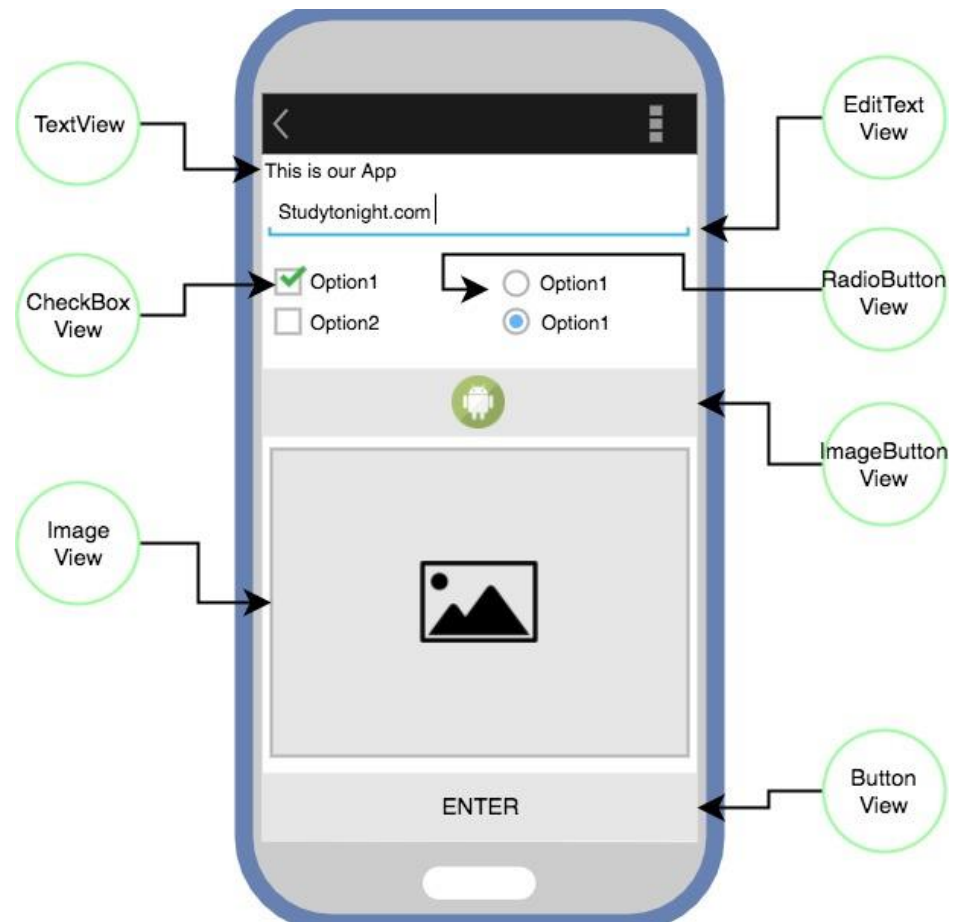 TextView
EditText
View
This is our App
Studytonight.com
CheckBox
View
Option1
Option2
Option1
Option1
RadioButton
View
ImageButton
View
Image
View
ENTER
Button
View